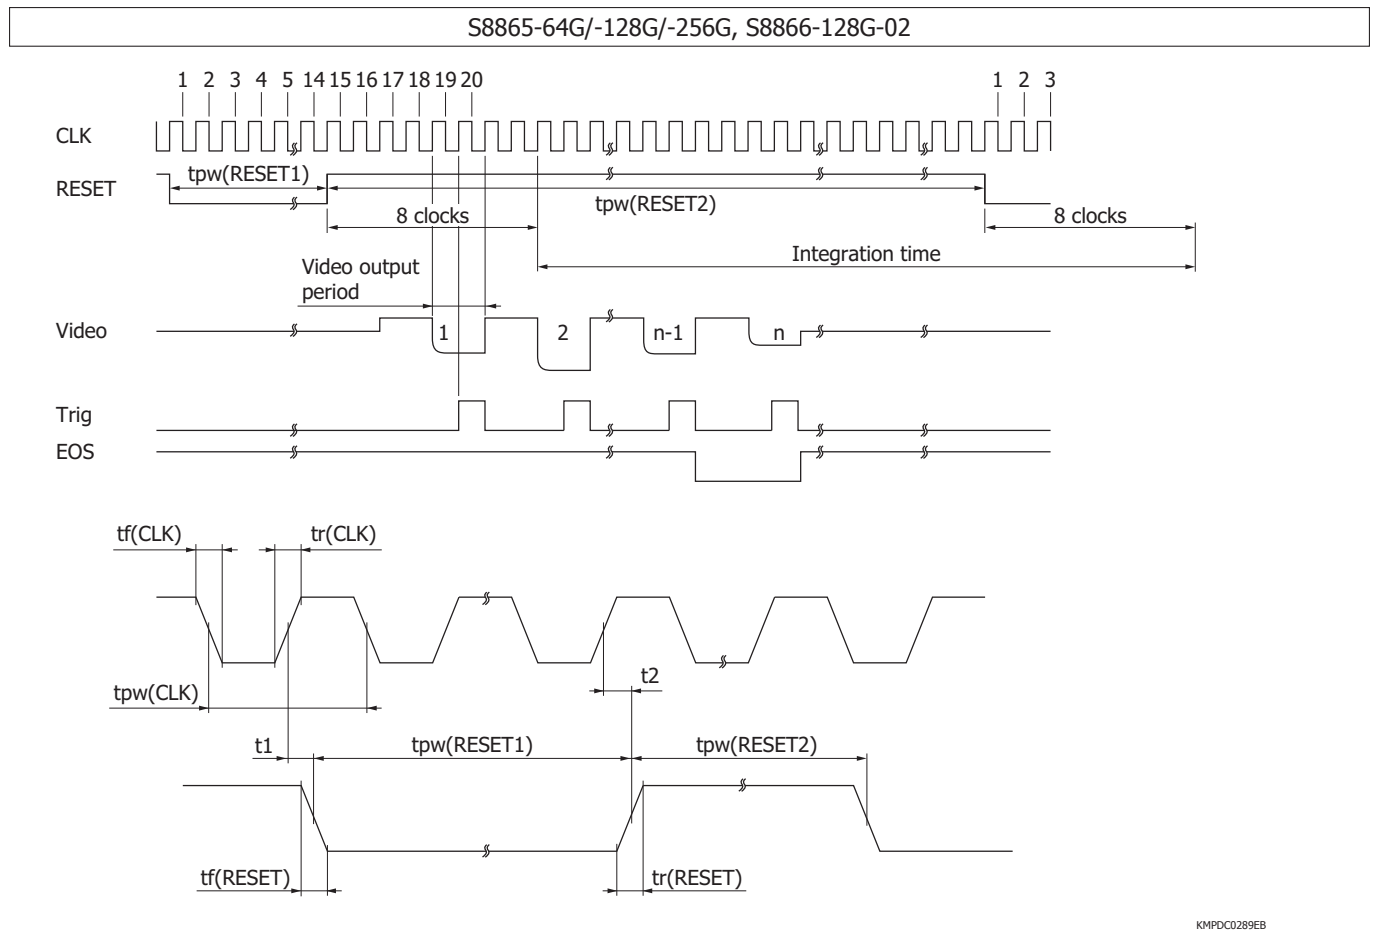 S8865-64G/-128G/-256G, S8866-128G-02
1 2 3 4 5 14 15 16 17 18 19 20 1 2 3
CLK
tpw(RESET1)
RESET
tpw(RESET2)
8 clocks 8 clocks
Integration time
Video output
period
Video 1 2 n-1 n
Trig
EOS
tf(CLK) tr(CLK)
t2
tpw(CLK)
t1 tpw(RESET1) tpw(RESET2)
tf(RESET) tr(RESET)
KMPDC0289EB